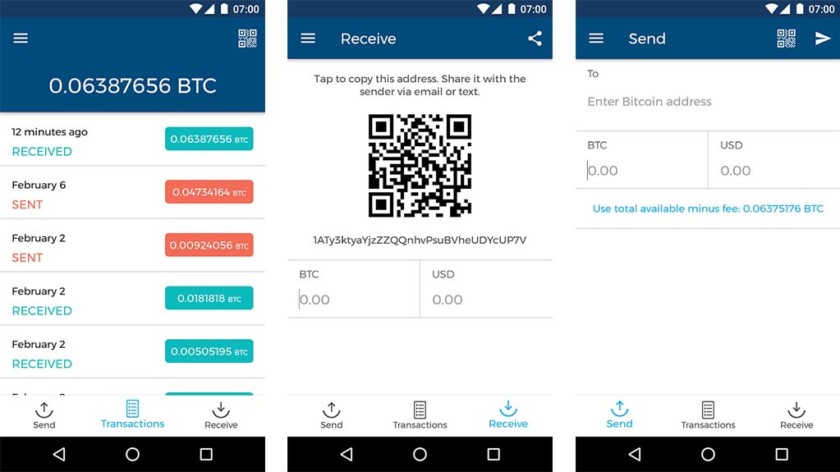 07:00
0.06387656 BTC
12 minutes ago
RECEIVED
0.06387656 BTC
February 6
SENT
0.04734164 BTC
February 2
SENT
0.00924056 BTC
February 2
RECEIVED
0.0181818 BTC
February 2
RECEIVED
0.00505195 BTC
Send
Transactions
Receive
07:00
Receive
Tap to copy this address. Share it with the
sender via email or text.
1ATy3ktyaYjzZZQQnhvPsuBVheUDYcUP7V
BTC
USD
0.00
0.00
Send
Transactions
Receive
07:00
Send
To
Enter Bitcoin address
BTC
USD
0.00
0.00
Use total available minus fee: 0.06375176 BTC
Send
Transactions
Receive